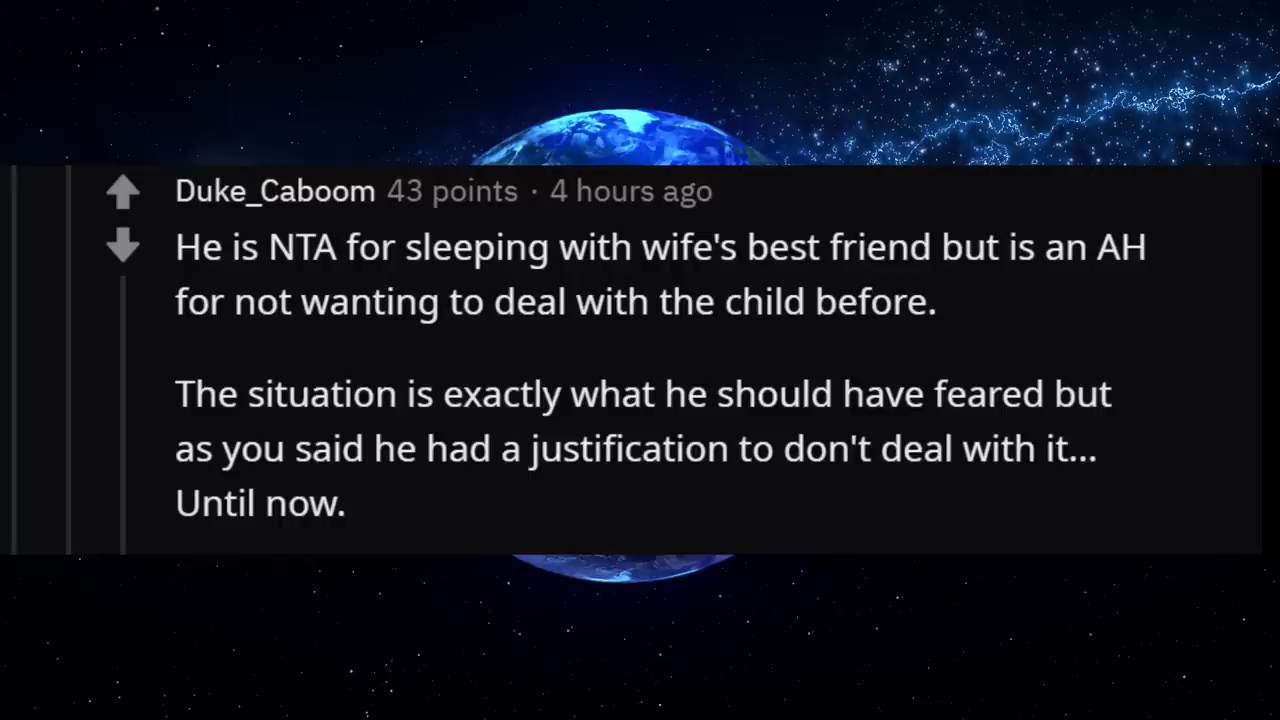 Duke_Caboom 43 points · 4 hours ago
He is NTA for sleeping with wife's best friend but is an AH
for not wanting to deal with the child before.
The situation is exactly what he should have feared but
as you said he had a justification to don't deal with it...
Until now.